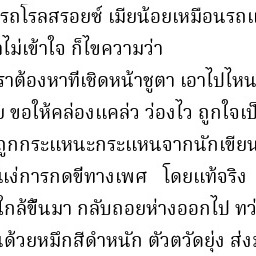 รถโรลสรอยซ์ เมียน้อยเหมือนรถแ
ไม่เข้าใจ ก็ไขความว่า
ราต้องหาทีเชิดหน้าชูตา เอาไปไหน
ขอให้คล่องแคล่ว ว่องไว ถูกใจเป็
ถูกกระแหนะกระแหนจากนักเขียน
แง่การกดขี่ทางเพศ โดยแท้จริง
ใกล้ขึ้นมา กลับถอยห่างออกไป ทว่
ด้วยหมึกสีดำหนัก ตัวตวัดยุ่ง ส่งม